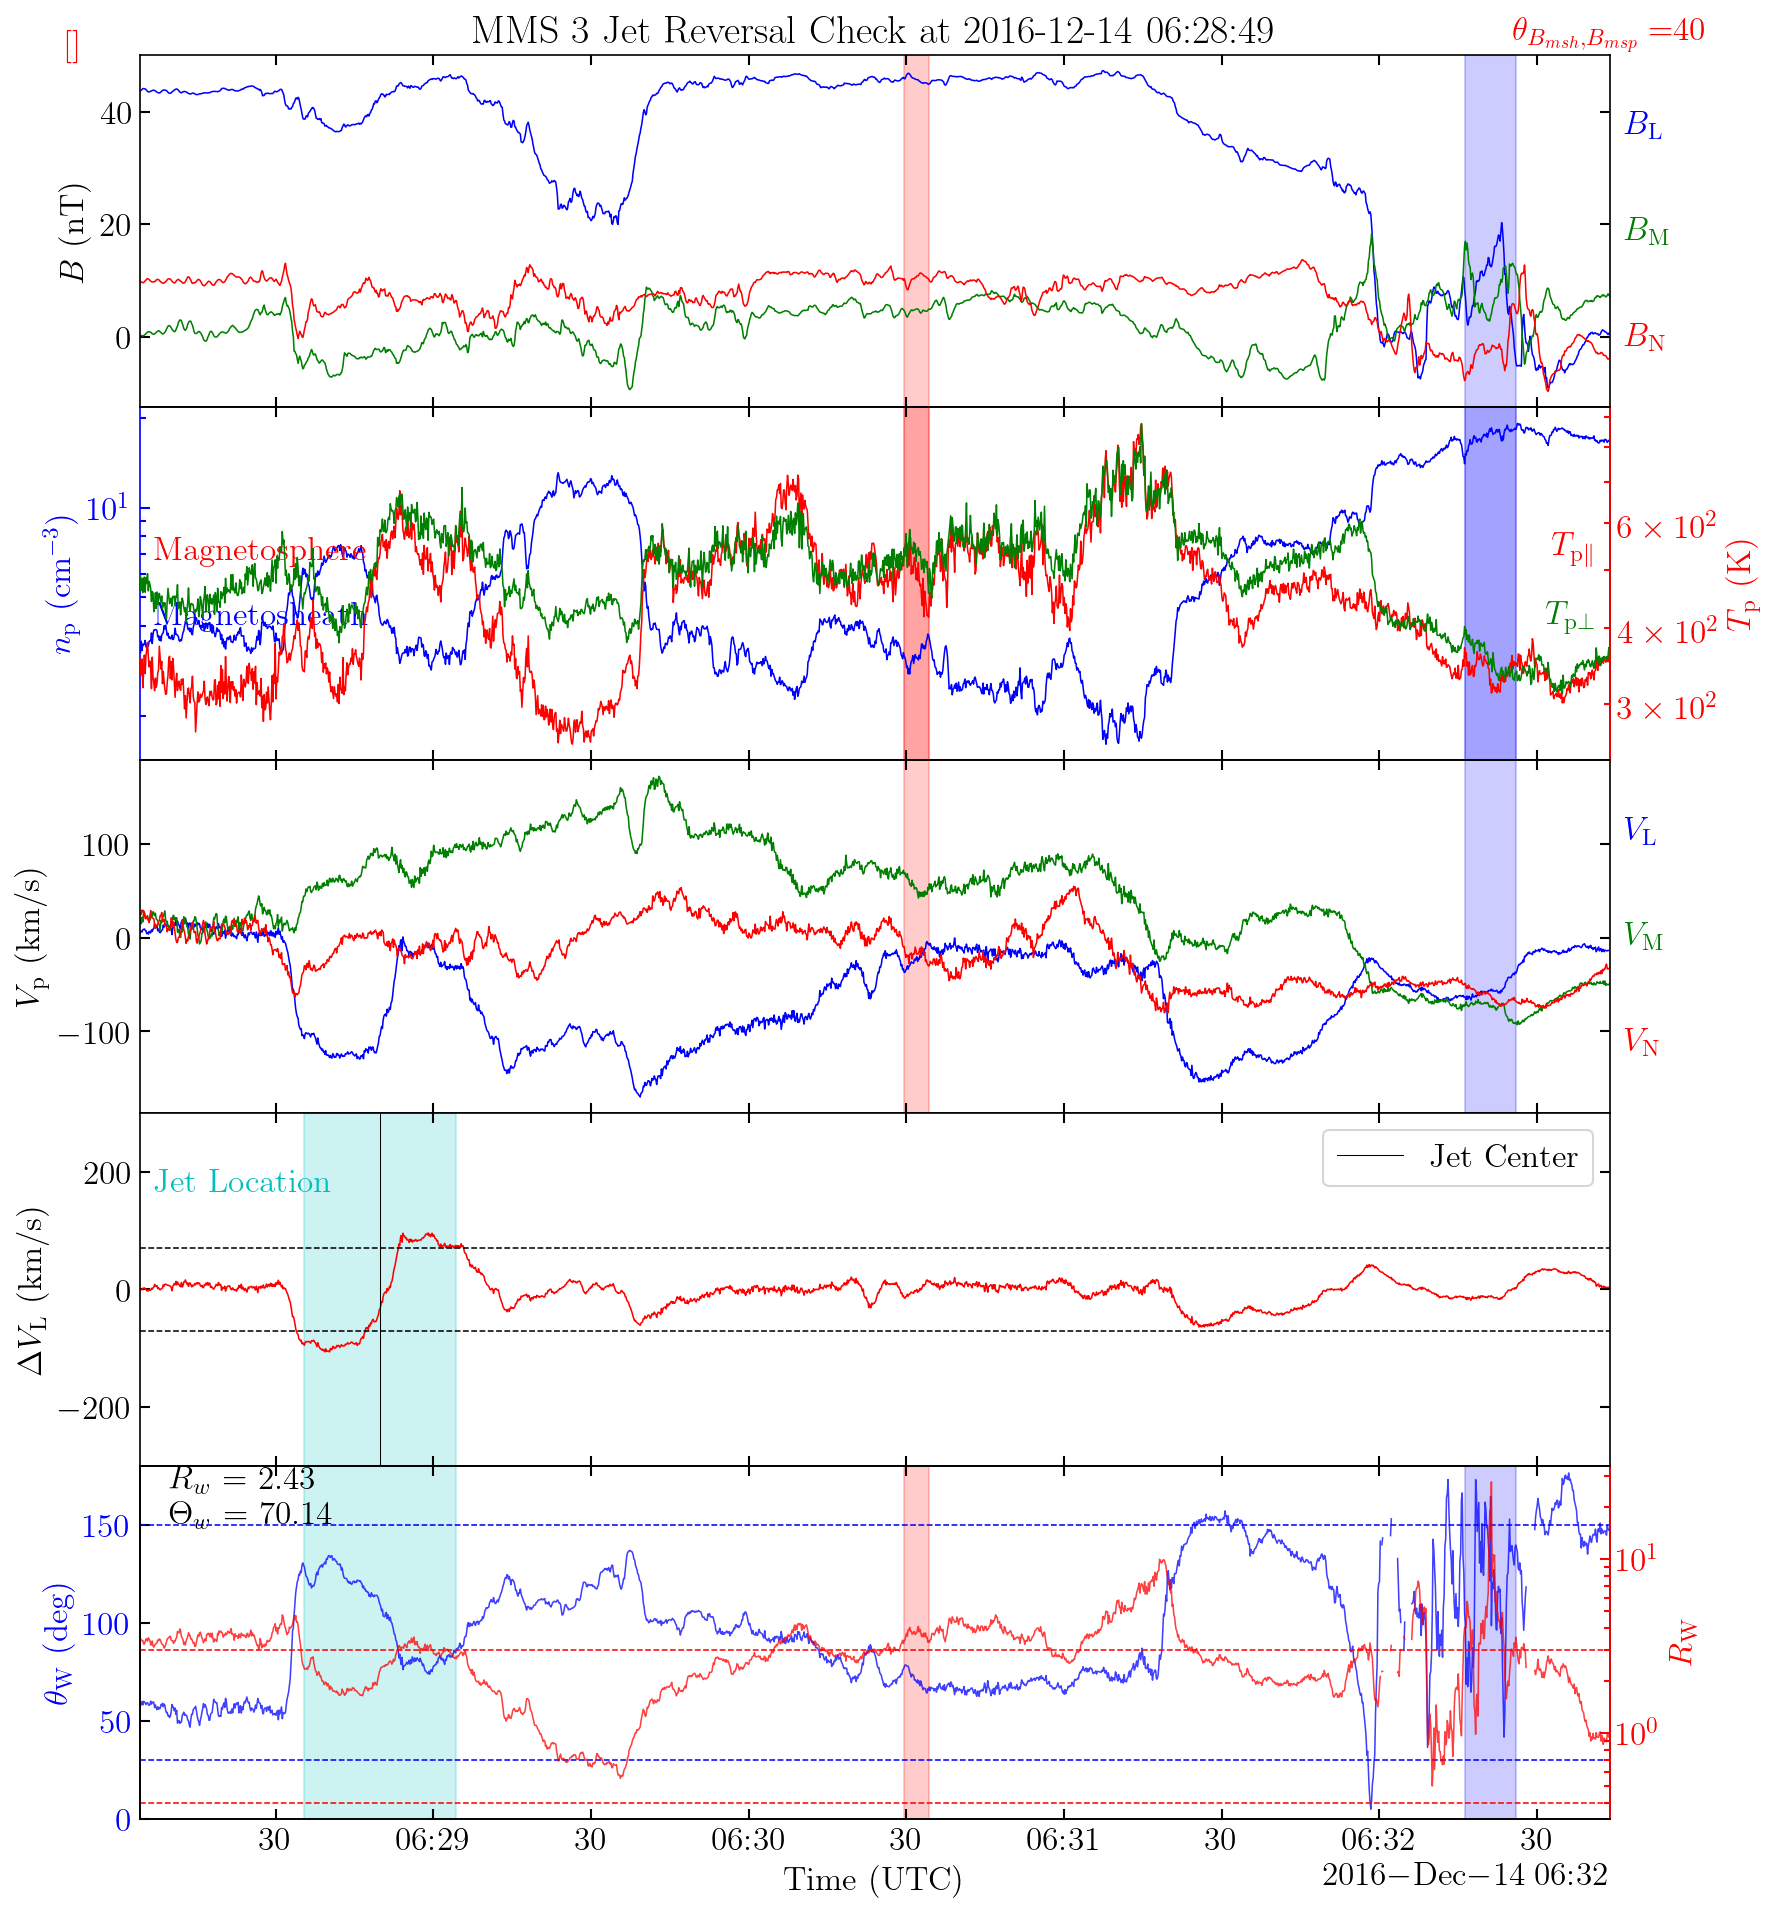 MMS 3 Jet Reversal Check at 2016-12-14 06:28:49
[]
θ_{B_{msh},B_{msp}} =40
B (nT)
40
20
0
B_L
B_M
B_N
n_p (cm^{−3})
10^1
Magnetosphere
Magnetosheath
6 × 10^2
4 × 10^2
3 × 10^2
T_{p∥}
T_{p⊥}
T_p (K)
V_p (km/s)
100
0
−100
V_L
V_M
V_N
ΔV_L (km/s)
200
0
−200
Jet Location
Jet Center
R_w = 2.43
Θ_w = 70.14
θ_W (deg)
150
100
50
0
10^1
10^0
R_W
30 06:29 30 06:30 30 06:31 30 06:32 30
Time (UTC)
2016−Dec−14 06:32